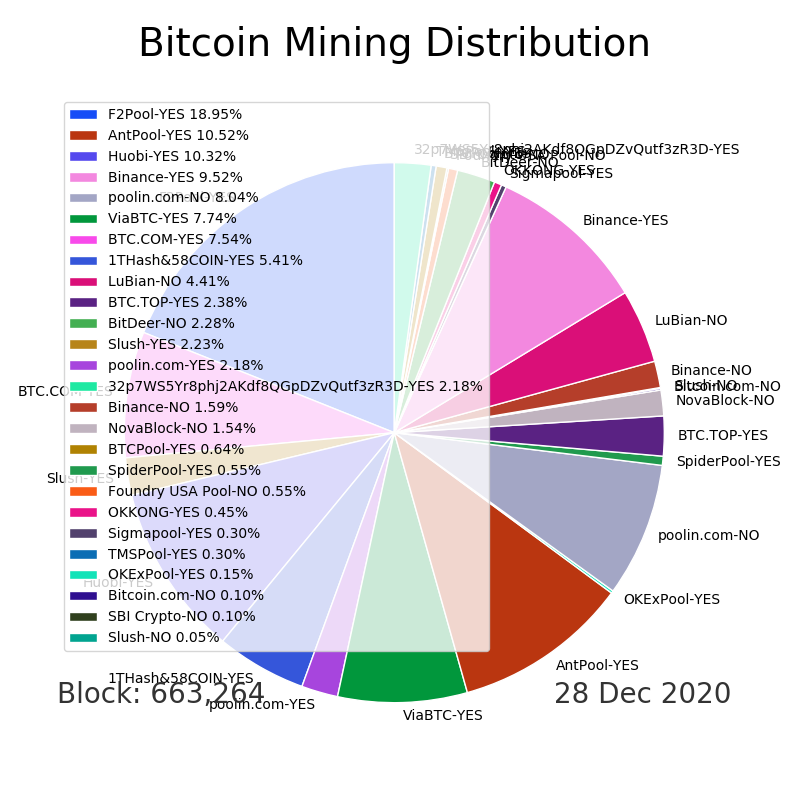 Bitcoin Mining Distribution
F2Pool-YES 18.95%
AntPool-YES 10.52%
Huobi-YES 10.32%
Binance-YES 9.52%
poolin.com-NO 8.04%
ViaBTC-YES 7.74%
BTC.COM-YES 7.54%
1THash&58COIN-YES 5.41%
LuBian-NO 4.41%
BTC.TOP-YES 2.38%
BitDeer-NO 2.28%
Slush-YES 2.23%
poolin.com-YES 2.18%
32p7WS5Yr8phj2AKdf8QGpDZvQutf3zR3D-YES 2.18%
Binance-NO 1.59%
NovaBlock-NO 1.54%
BTCPool-YES 0.64%
SpiderPool-YES 0.55%
Foundry USA Pool-NO 0.55%
OKKONG-YES 0.45%
Sigmapool-YES 0.30%
TMSPool-YES 0.30%
OKExPool-YES 0.15%
Bitcoin.com-NO 0.10%
SBI Crypto-NO 0.10%
Slush-NO 0.05%
BitDeer-NO
OKKONG-YES
Sigmapool-YES
Binance-YES
LuBian-NO
Binance-NO
Slush-NO
Bitcoin.com-NO
NovaBlock-NO
BTC.TOP-YES
SpiderPool-YES
poolin.com-NO
OKExPool-YES
AntPool-YES
ViaBTC-YES
poolin.com-YES
1THash&58COIN-YES
Huobi-YES
Slush-YES
BTC.COM-YES
Block: 663,264
28 Dec 2020